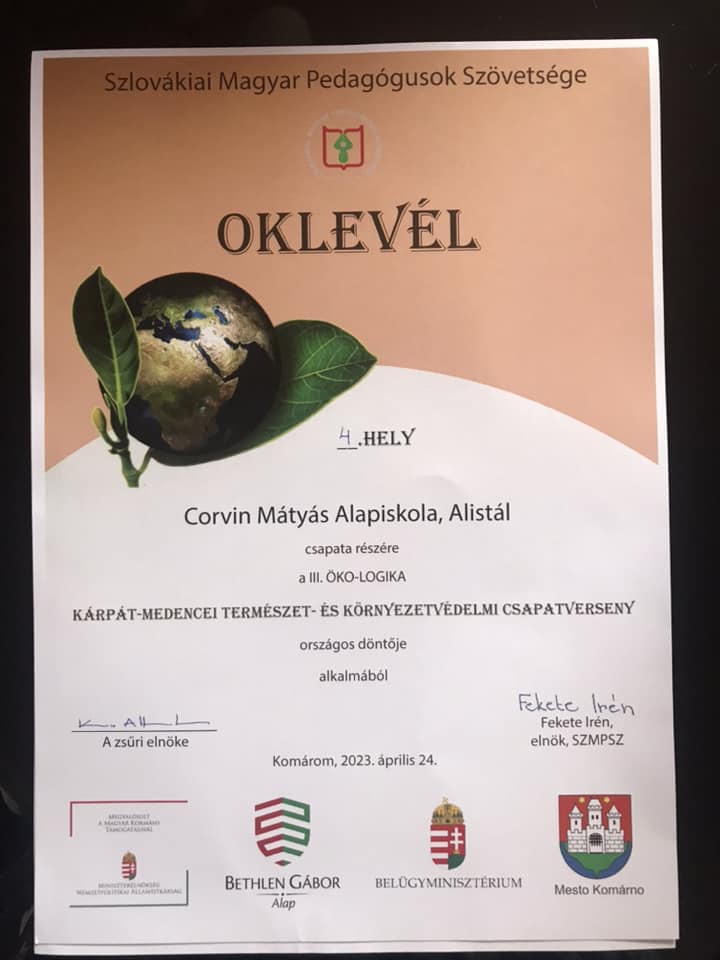 Szlovákiai Magyar Pedagógusok Szövetsége
OKLEVÉL
4.HELY
Corvin Mátyás Alapiskola, Alistál
csapata részére
a III. ÖKO-LOGIKA
KÁRPÁT-MEDENCEI TERMÉSZET- ÉS KÖRNYEZETVÉDELMI CSAPATVERSENY
országos döntője
alkalmából
A zsűri elnöke
Fekete Irén
Fekete Irén,
elnök, SZMPSZ
Komárom, 2023. április 24.
MEGVALÓSULT
A MAGYAR KORMÁNY
TÁMOGATÁSÁVAL
MINISZTERELNÖKSÉG
NEMZETPOLITIKAI ÁLLAMTITKÁRSÁG
BETHLEN GÁBOR
Alap
BELÜGYMINISZTÉRIUM
Mesto Komárno